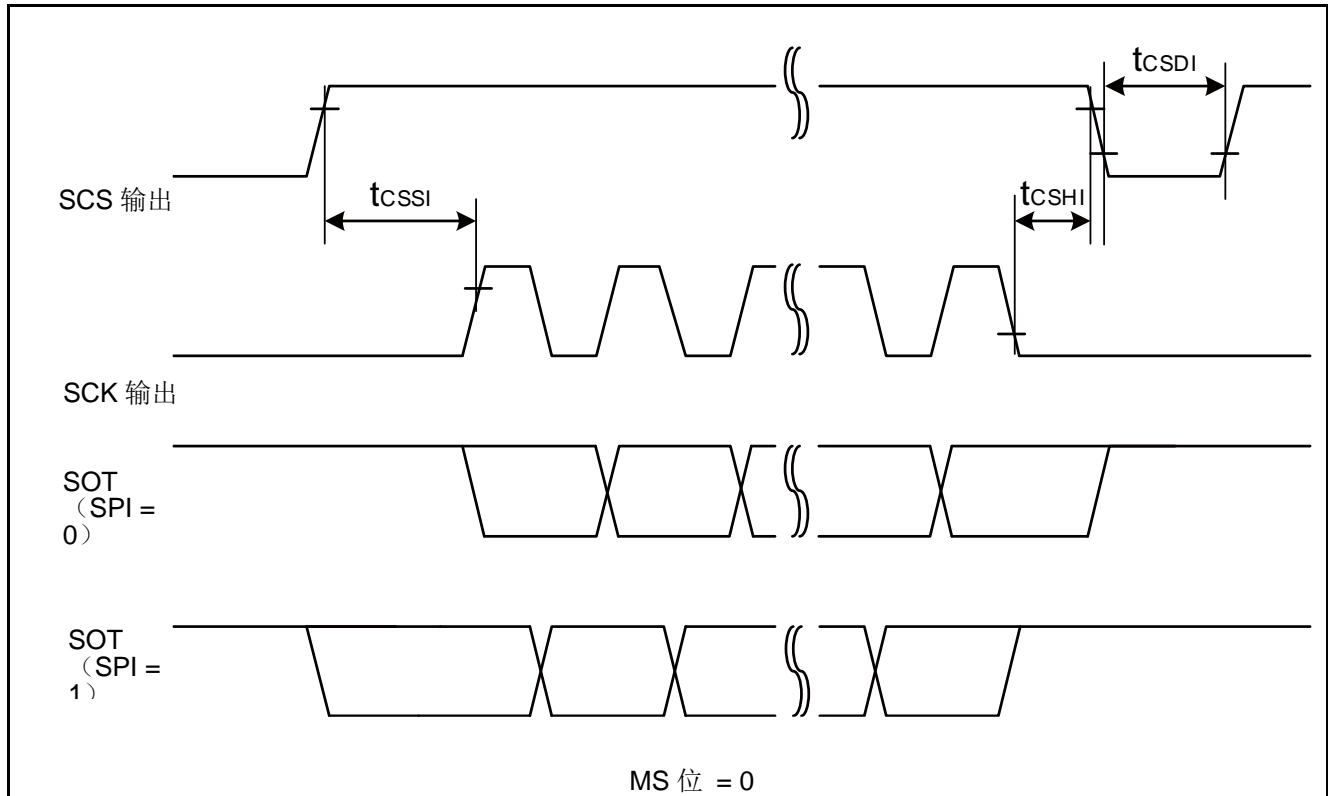 tCSDI
SCS 输出
tCSSI
tCSHI
SCK 输出
SOT
（SPI =
0）
SOT
（SPI =
1）
MS 位 = 0